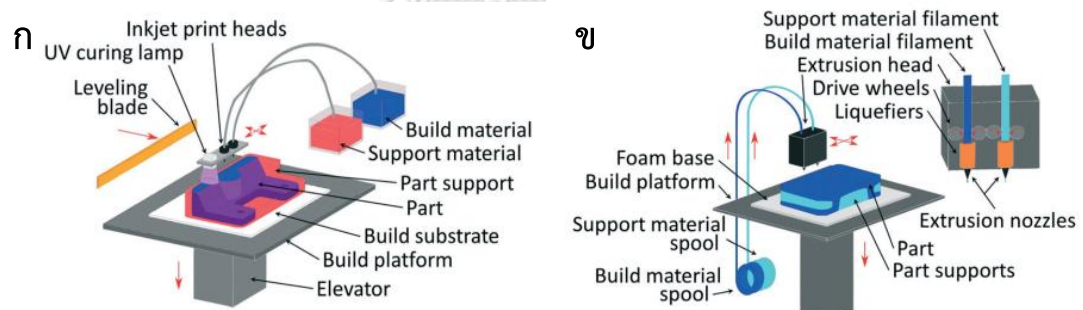 ก
Inkjet print heads
UV curing lamp
Leveling
blade
Build material
Support material
Part support
Part
Build substrate
Build platform
Elevator
ข
Support material filament
Build material filament
Extrusion head
Drive wheels
Liquefiers
Foam base
Build platform
Support material
spool
Build material
spool
Extrusion nozzles
Part
Part supports